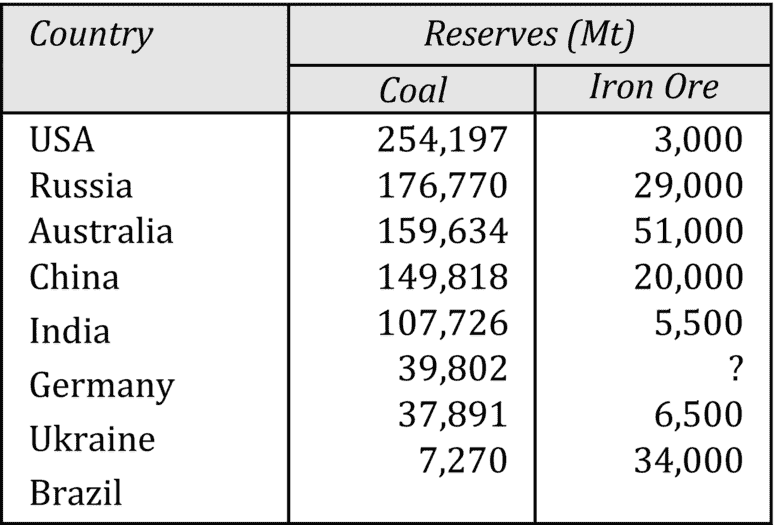 Country Reserves (Mt)
Coal Iron Ore
USA 254,197 3,000
Russia 176,770 29,000
Australia 159,634 51,000
China 149,818 20,000
India 107,726 5,500
Germany 39,802 ?
Ukraine 37,891 6,500
Brazil 7,270 34,000